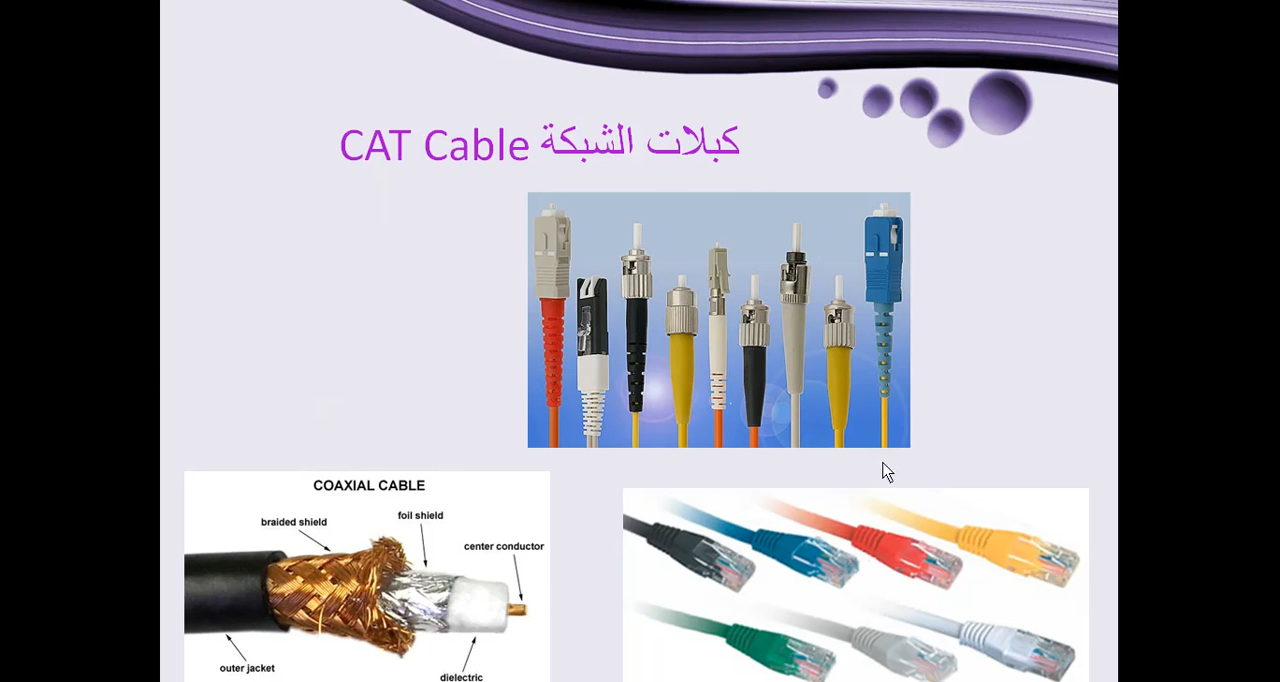 كبلات الشبكة CAT Cable
COAXIAL CABLE
braided shield
foil shield
center conductor
outer jacket
dielectric